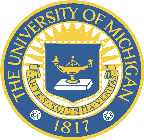 THE UNIVERSITY OF MICHIGAN
1817